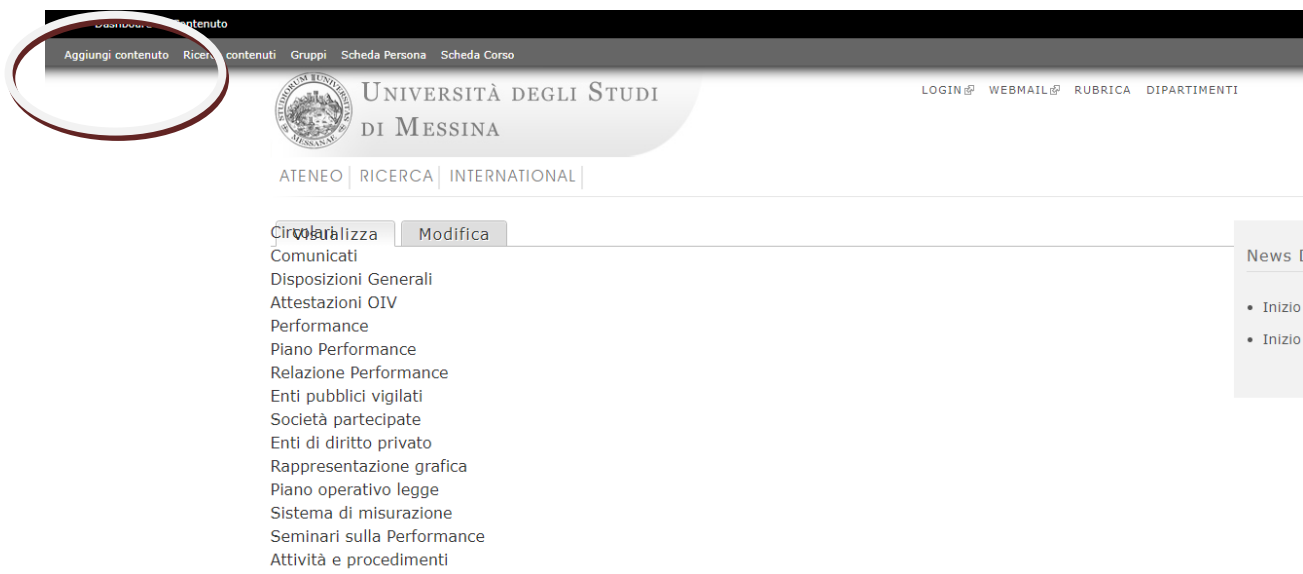 Contenuto
Aggiungi contenuto Ricerca contenuti Gruppi Scheda Persona Scheda Corso
UNIVERSITÀ DEGLI STUDI
DI MESSINA
LOGIN WEBMAIL RUBRICA DIPARTIMENTI
ATENEO RICERCA INTERNATIONAL
Visualizza Modifica
Circolari
Comunicati
Disposizioni Generali
Attestazioni OIV
Performance
Piano Performance
Relazione Performance
Enti pubblici vigilati
Società partecipate
Enti di diritto privato
Rappresentazione grafica
Piano operativo legge
Sistema di misurazione
Seminari sulla Performance
Attività e procedimenti
News
Inizio
Inizio